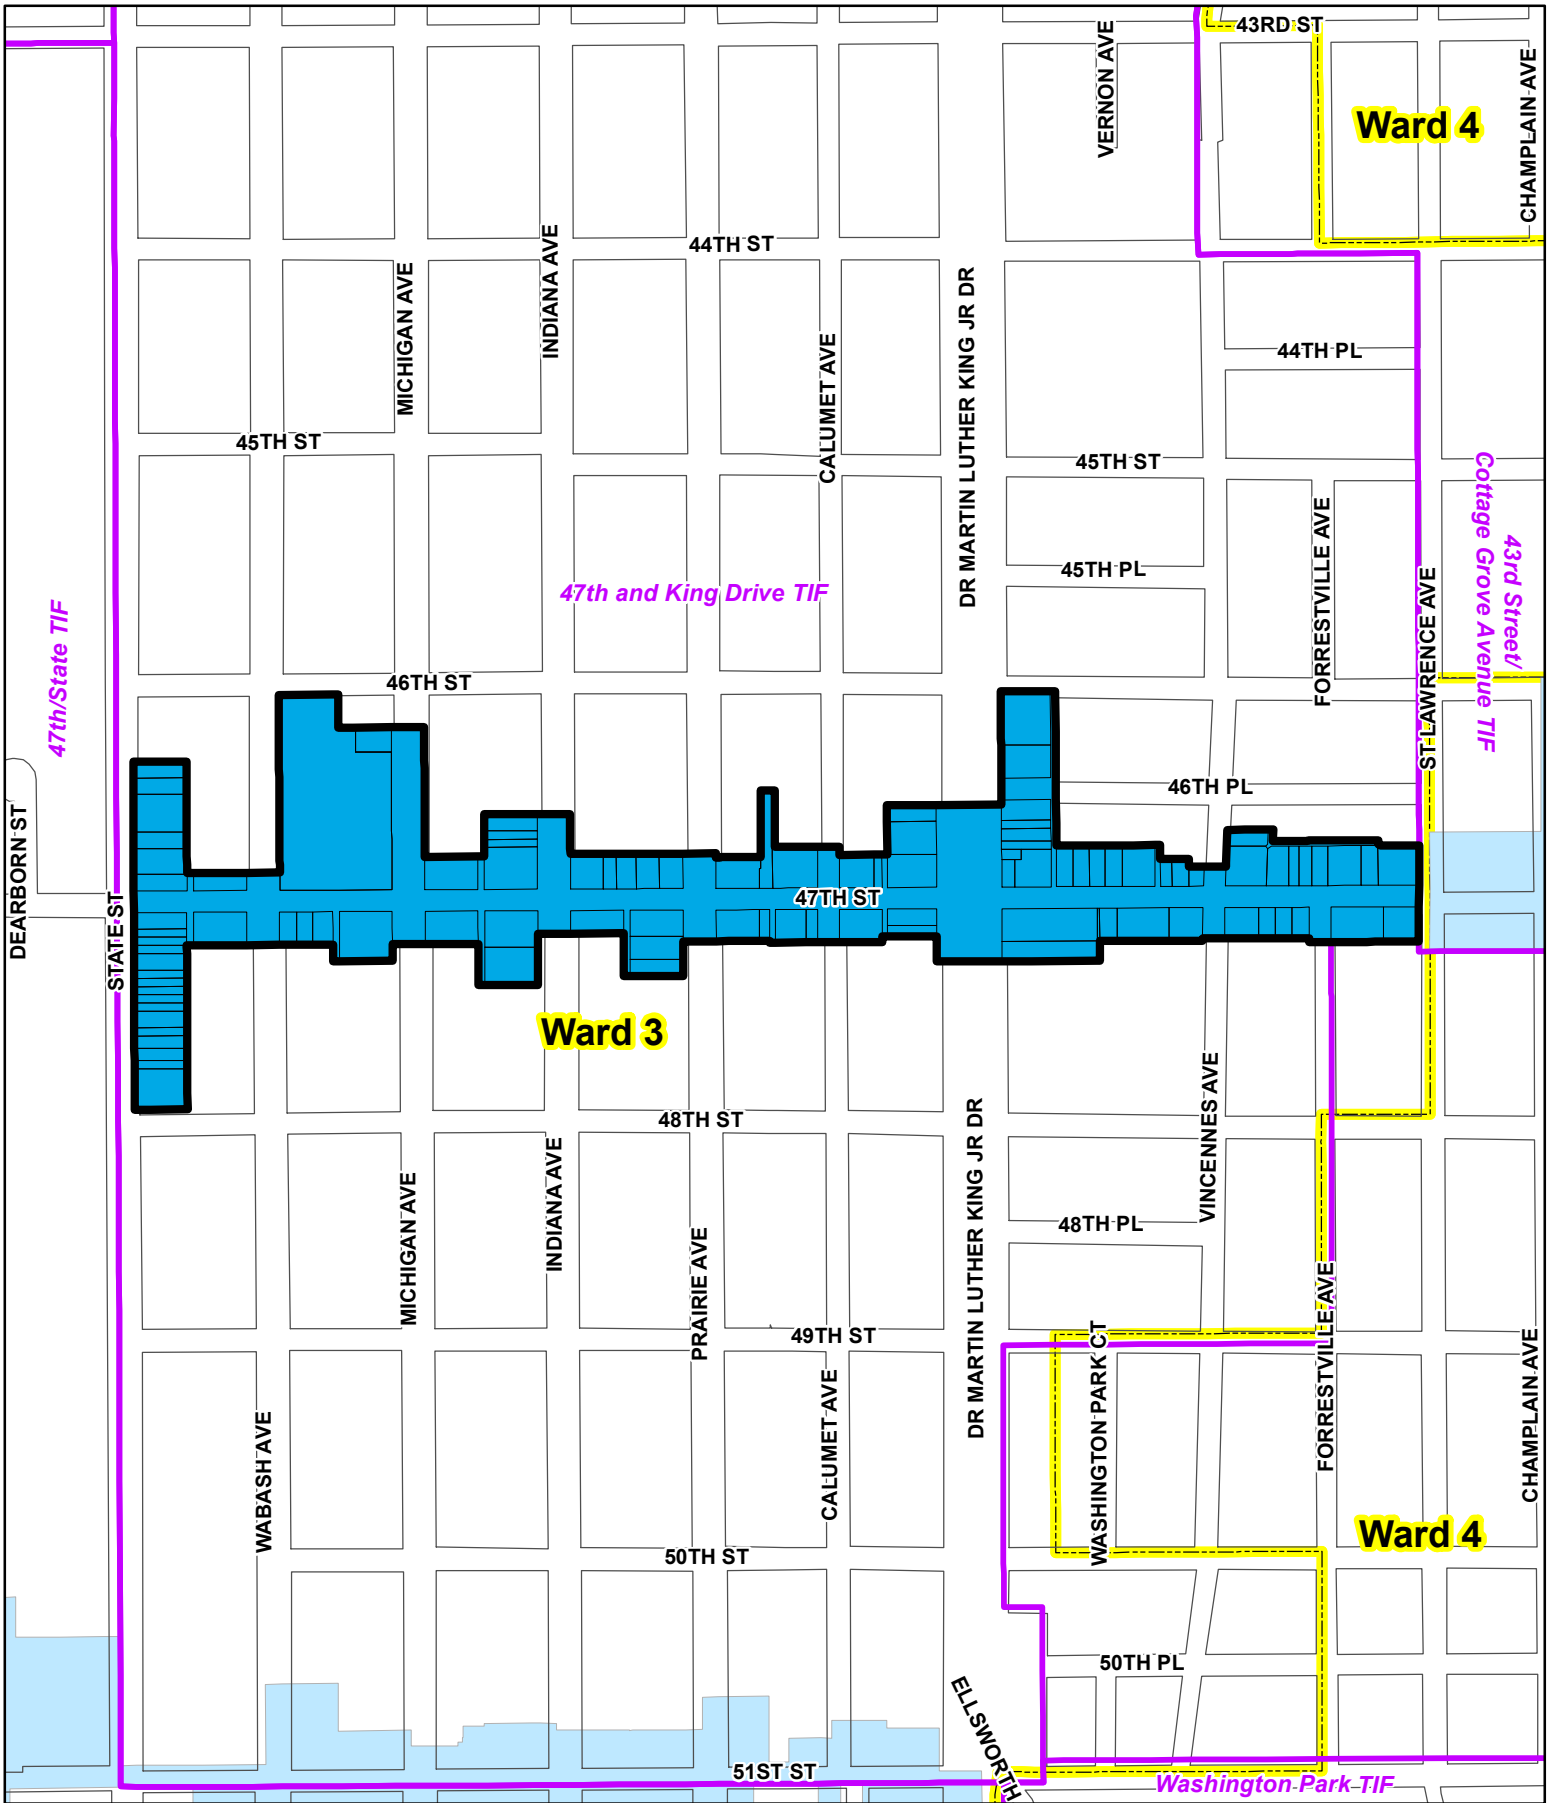 43RD ST
VERNON AVE
Ward 4
CHAMPLAIN AVE
44TH ST
INDIANA AVE
MICHIGAN AVE
CALUMET AVE
DR MARTIN LUTHER KING JR DR
44TH PL
45TH ST
45TH ST
43rd Street/
Cottage Grove Avenue TIF
FORRESTVILLE AVE
45TH PL
47th and King Drive TIF
47th/State TIF
ST LAWRENCE AVE
46TH ST
46TH PL
DEARBORN ST
STATE ST
47TH ST
Ward 3
48TH ST
DR MARTIN LUTHER KING JR DR
VINCENNES AVE
INDIANA AVE
MICHIGAN AVE
48TH PL
PRAIRIE AVE
FORRESTVILLE AVE
49TH ST
WASHINGTON PARK CT
CHAMPLAIN AVE
CALUMET AVE
WABASH AVE
Ward 4
50TH ST
50TH PL
ELLSWORTH
51ST ST
Washington Park TIF